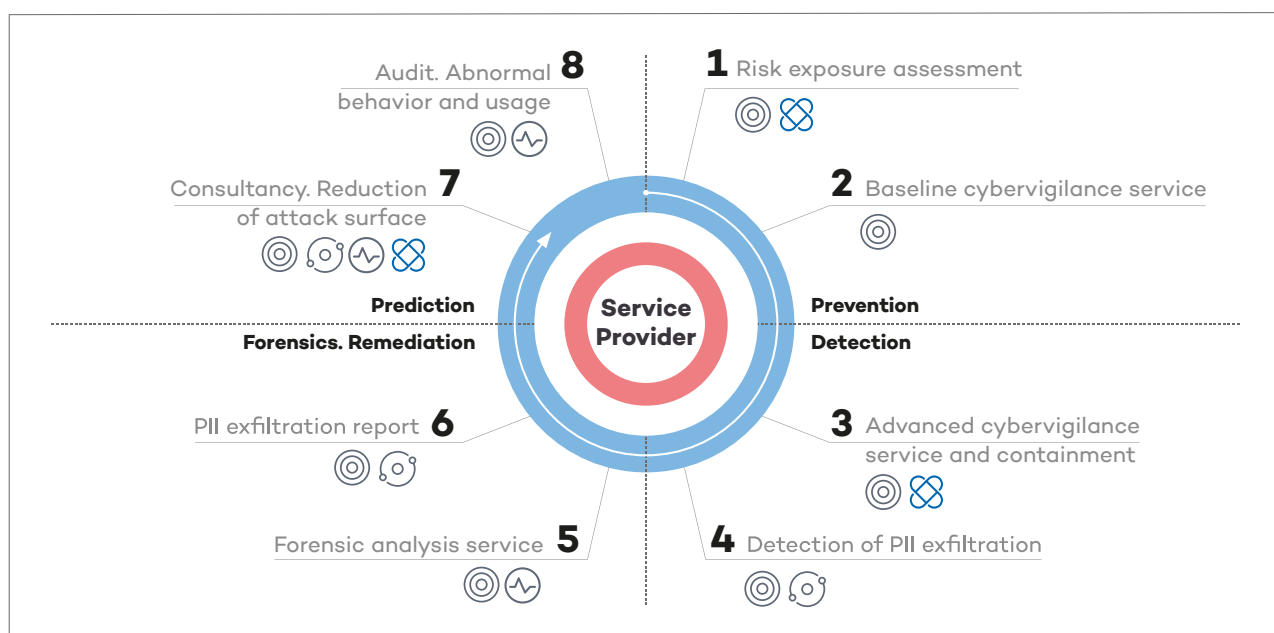 8
Audit. Abnormal
behavior and usage
1
Risk exposure assessment
7
Consultancy. Reduction
of attack surface
2
Baseline cybervigilance service
Prediction
Prevention
Service
Provider
Forensics. Remediation
Detection
6
PII exfiltration report
3
Advanced cybervigilance
service and containment
5
Forensic analysis service
4
Detection of PII exfiltration